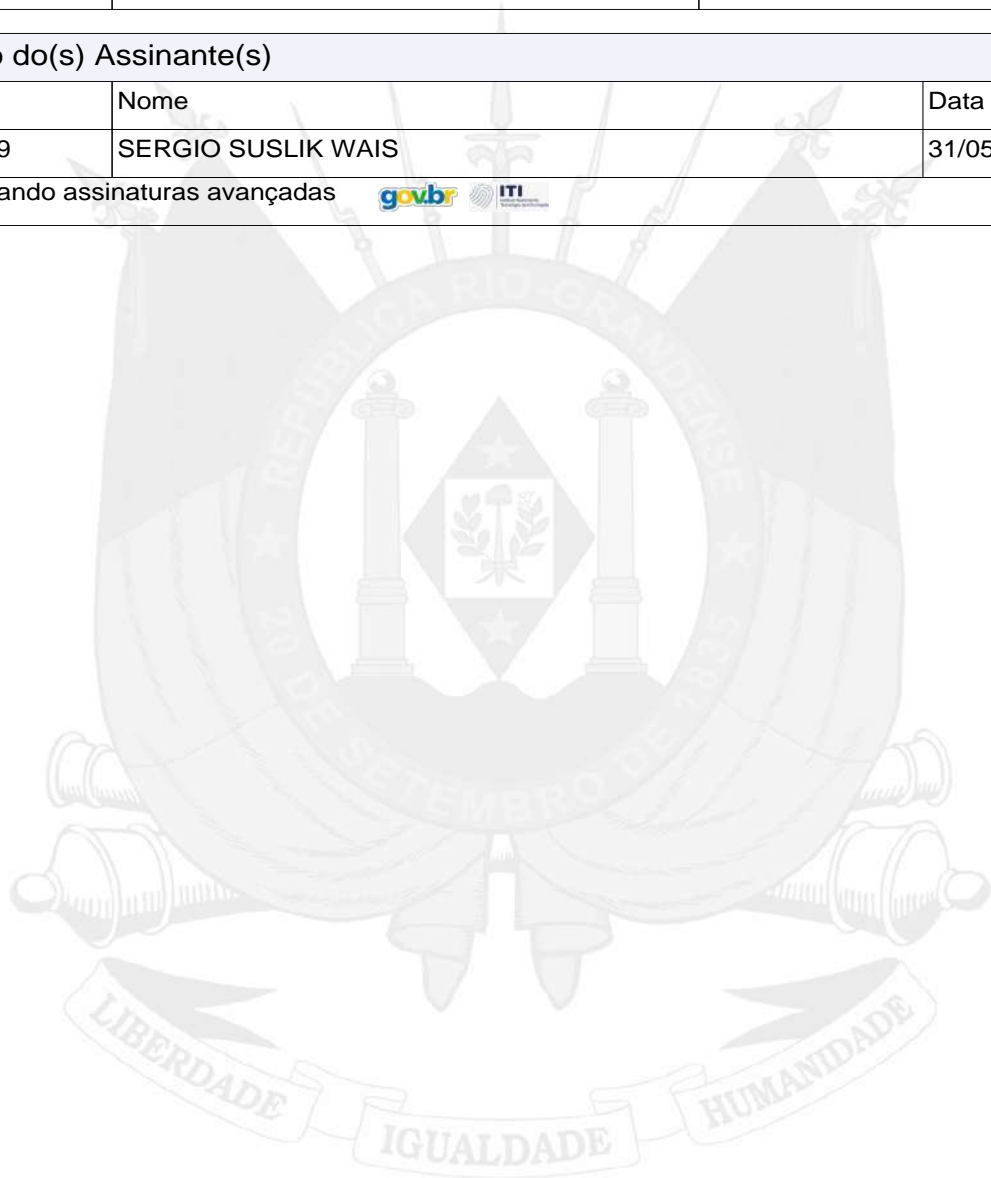 o do(s) Assinante(s)
Nome Data
9 SERGIO SUSLIK WAIS 31/05
ando assinaturas avançadas gov.br ITI
REPÚBLICA RIO-GRANDENSE
20 DE SETEMBRO DE 1835
LIBERDADE IGUALDADE HUMANIDADE